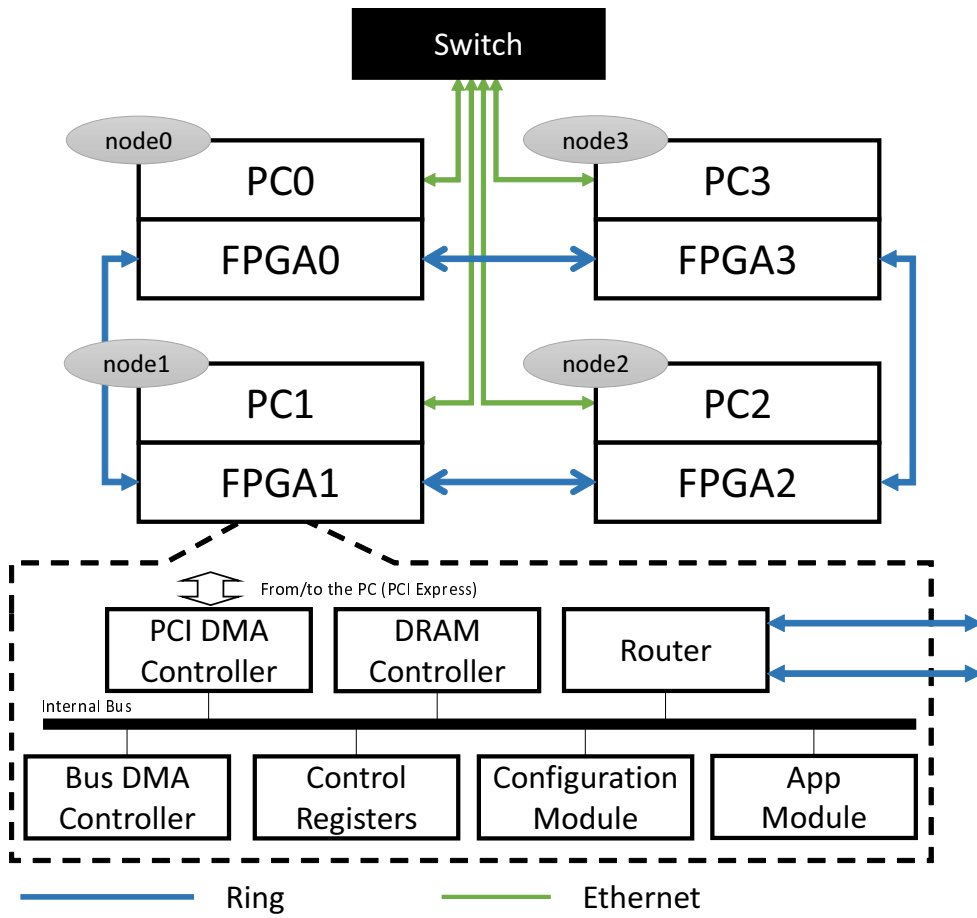 Switch
node0
node3
PC0
PC3
FPGA0
FPGA3
node1
node2
PC1
PC2
FPGA1
FPGA2
From/to the PC (PCI Express)
PCI DMA
Controller
DRAM
Controller
Router
Internal Bus
Bus DMA
Controller
Control
Registers
Configuration
Module
App
Module
Ring
Ethernet